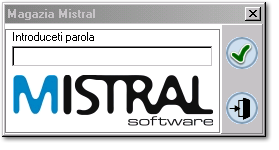 Magazia Mistral
Introduceti parola
MISTRAL
software